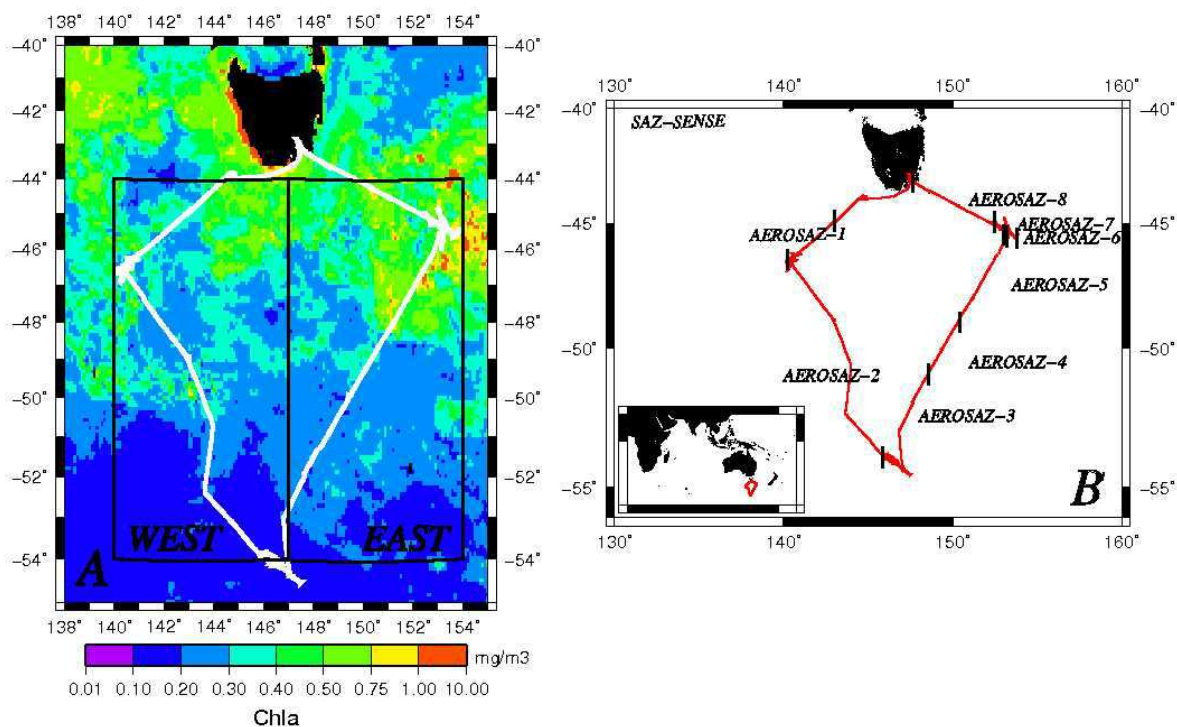 138° 140° 142° 144° 146° 148° 150° 152° 154°
-40°
-42°
-44°
-46°
-48°
-50°
-52°
-54°
-40°
-42°
-44°
-46°
-48°
-50°
-52°
-54°
WEST
EAST
A
138° 140° 142° 144° 146° 148° 150° 152° 154°
mg/m3
0.01 0.10 0.20 0.30 0.40 0.50 0.75 1.00 10.00
Chla
140° 150° 160°
-40°
-45°
-50°
-55°
-40°
-45°
-50°
-55°
SAZ-SENSE
AEROSAZ-8
AEROSAZ-7
AEROSAZ-1
AEROSAZ-6
AEROSAZ-5
AEROSAZ-4
AEROSAZ-2
AEROSAZ-3
B
130° 140° 150° 160°